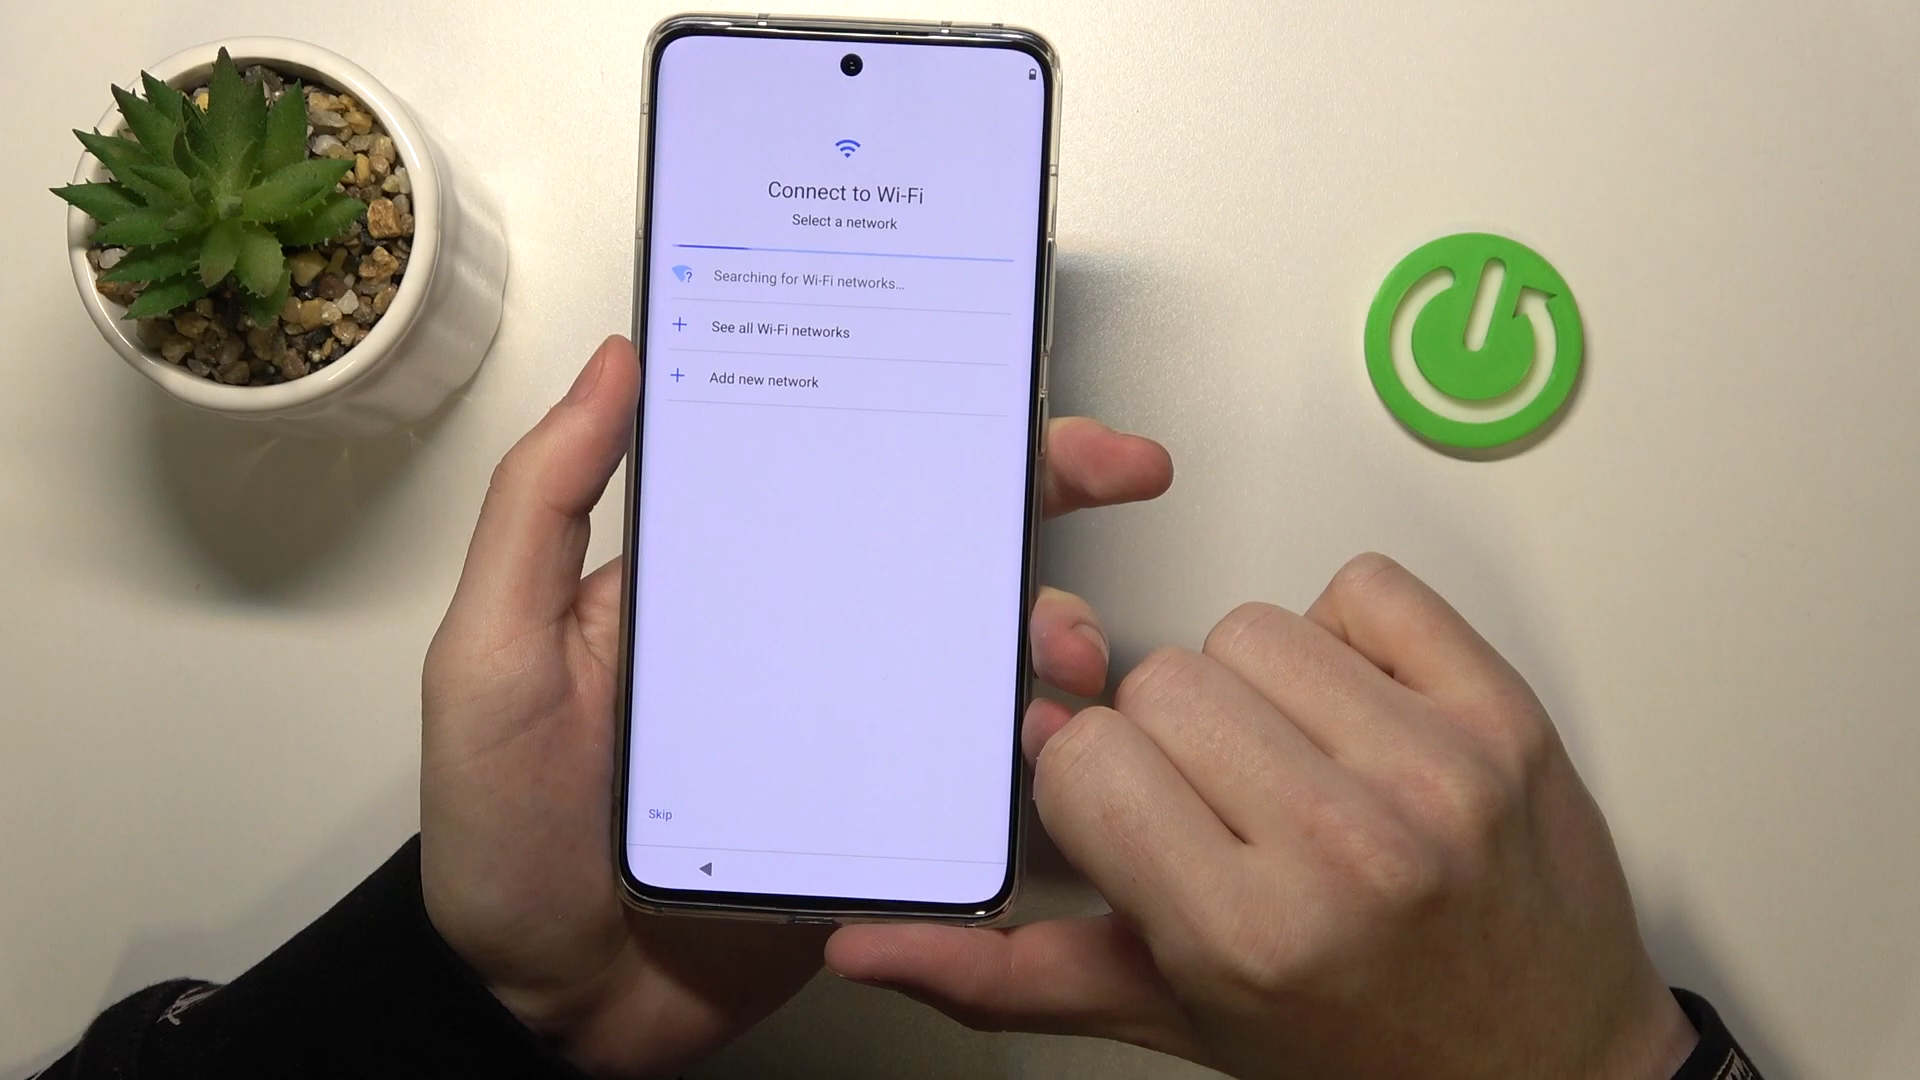 Connect to Wi-Fi
Select a network
Searching for Wi-Fi networks...
See all Wi-Fi networks
Add new network
Skip